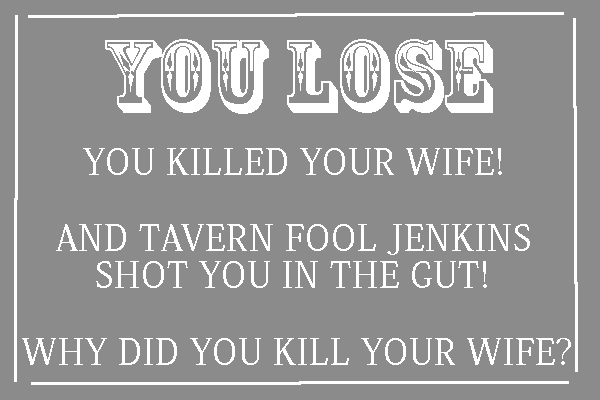 YOU LOSE
YOU KILLED YOUR WIFE!
AND TAVERN FOOL JENKINS
SHOT YOU IN THE GUT!
WHY DID YOU KILL YOUR WIFE?